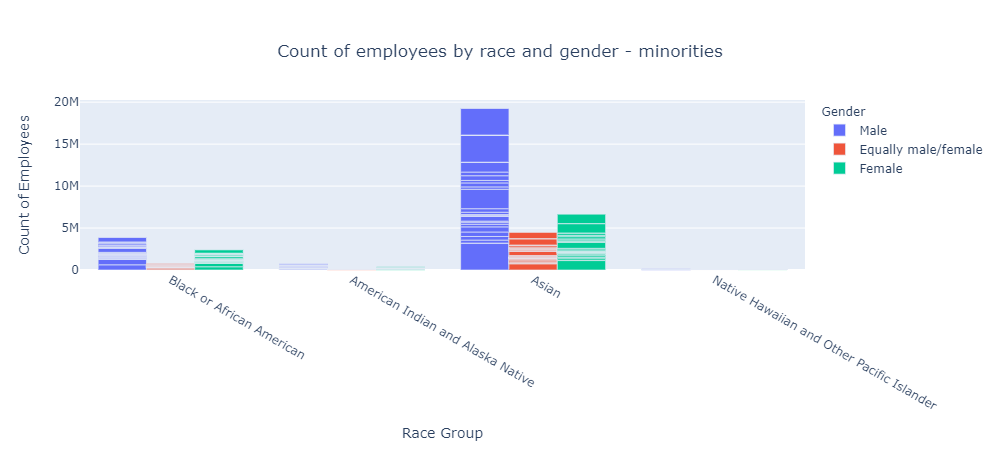 Count of employees by race and gender - minorities
Count of Employees
20M
15M
10M
5M
0
Black or African American
American Indian and Alaska Native
Asian
Native Hawaiian and Other Pacific Islander
Race Group
Gender
Male
Equally male/female
Female